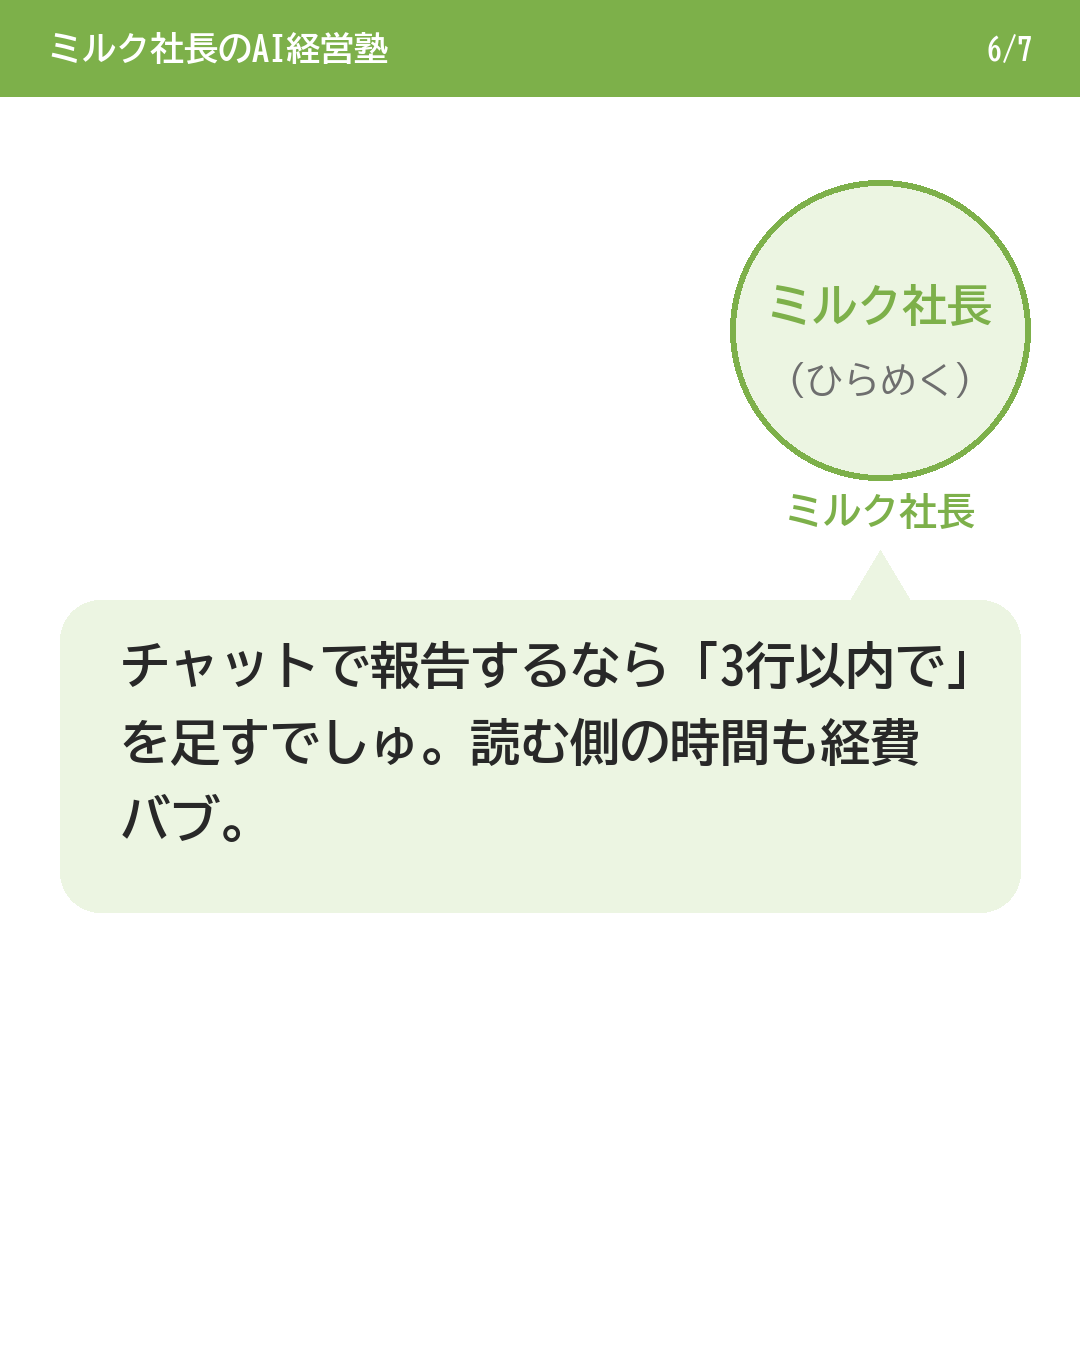 ミルク社長のAI経営塾
6/7
ミルク社長
（ひらめく）
ミルク社長
チャットで報告するなら「3行以内で」
を足すでしゅ。読む側の時間も経費
バブ。